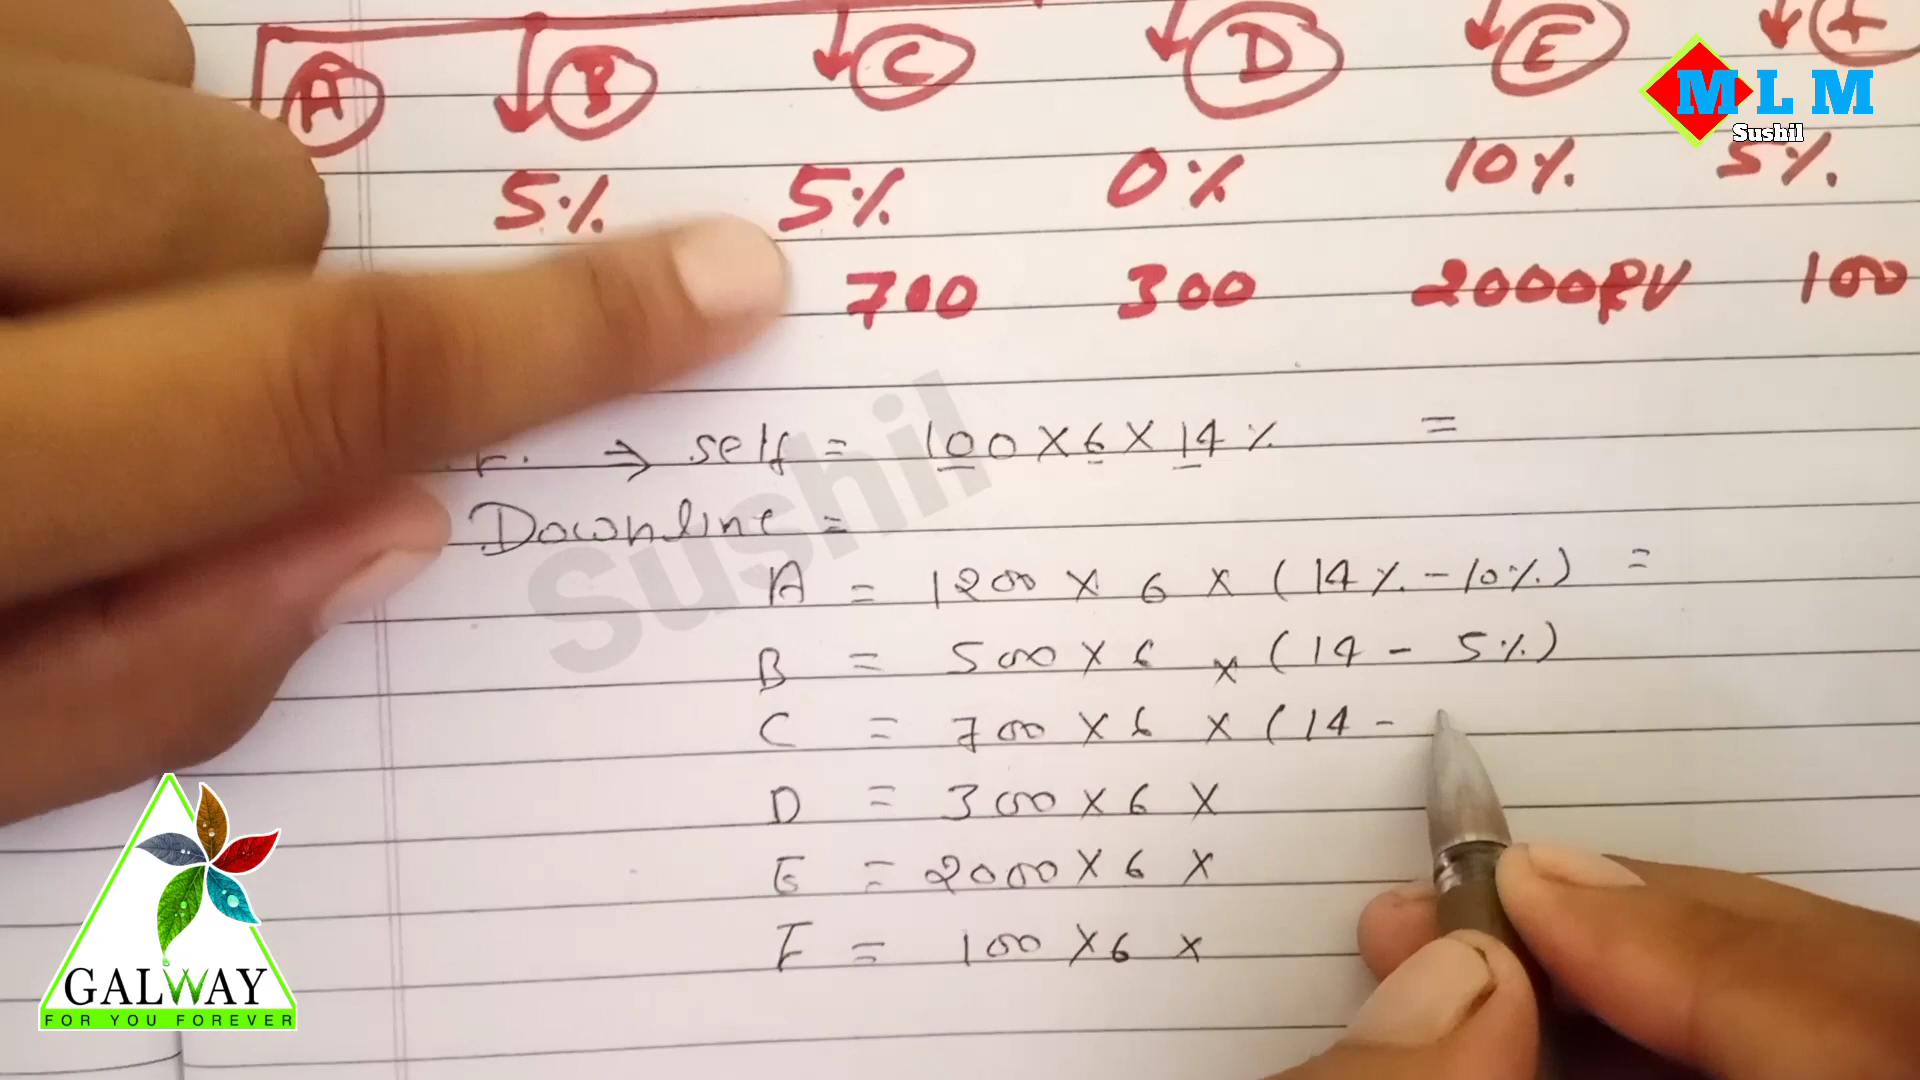 A B C D E
M L M
Sushil
5% 5% 0% 10% 5%
700 300 2000RV 100
⇒ self = 100 X 6 X 14% =
Downline =
Sushil
A = 1200 X 6 X (14% - 10%) =
B = 500 X 6 X (14 - 5%)
C = 700 X 6 X (14 -
D = 300 X 6 X
E = 2000 X 6 X
F = 100 X 6 X
GALWAY
FOR YOU FOREVER